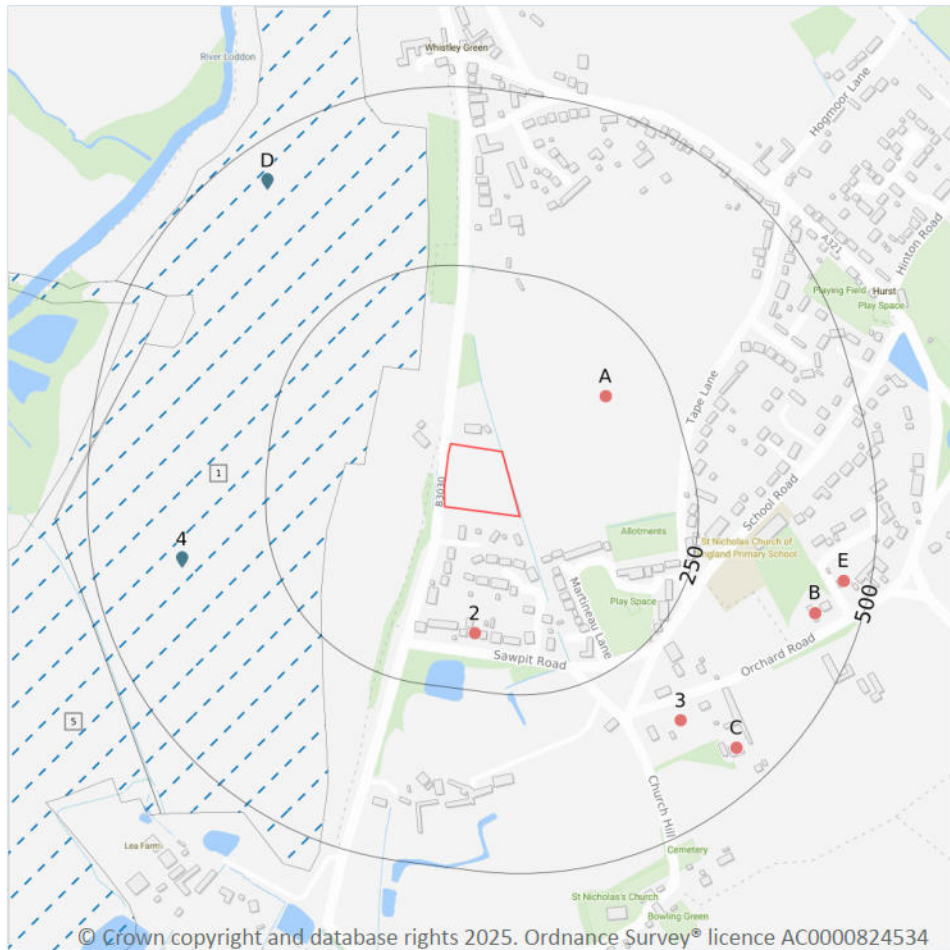 Whistley Green
River Loddon
Hogmoor Lane
D
A321
Hinton Road
Playing Field
Hurst
Play Space
A
Tape Lane
1
B3030
School Road
4
Allotments
St Nicholas Church of
England Primary School
250
E
Martineau Lane
Play Space
B
500
2
Sawpit Road
Orchard Road
3
5
C
Church Hill
Lea Farm
Cemetery
St Nicholas's Church
Bowling Green
© Crown copyright and database rights 2025. Ordnance Survey® licence AC0000824534